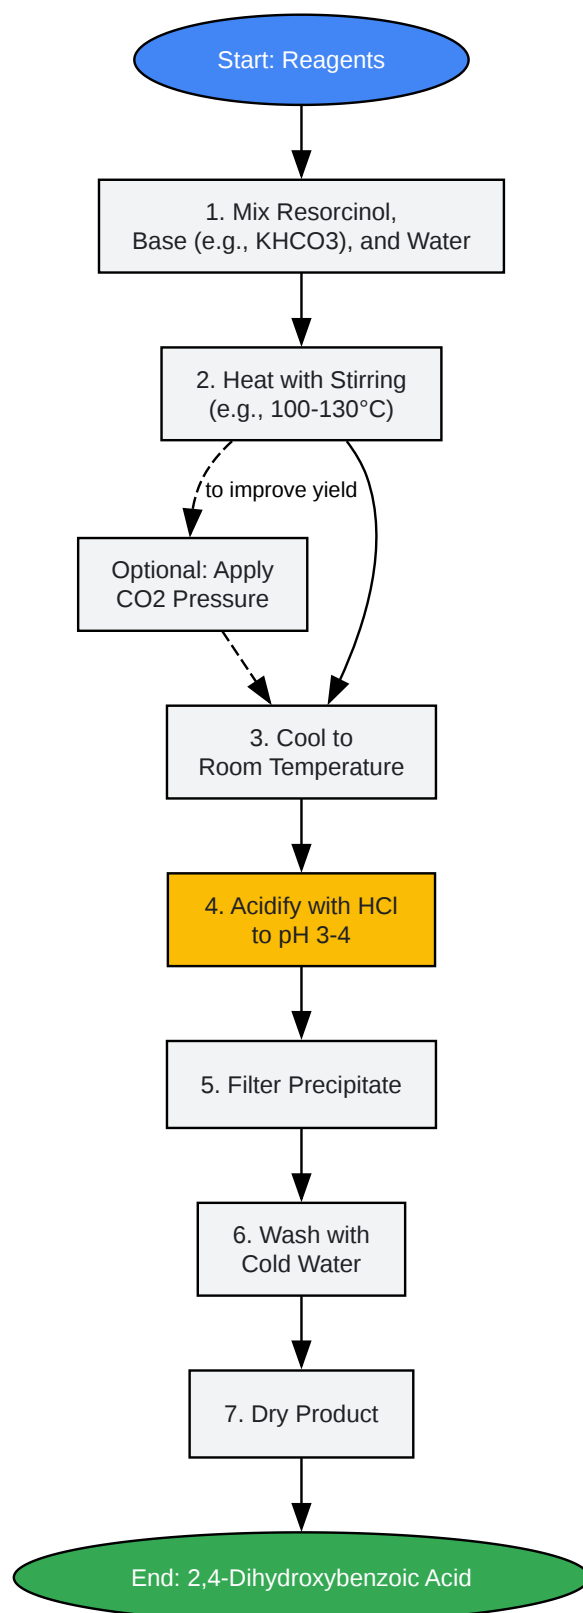 Start: Reagents
1. Mix Resorcinol,
Base (e.g., KHCO3), and Water
2. Heat with Stirring
(e.g., 100-130°C)
to improve yield
Optional: Apply
CO2 Pressure
3. Cool to
Room Temperature
4. Acidify with HCl
to pH 3-4
5. Filter Precipitate
6. Wash with
Cold Water
7. Dry Product
End: 2,4-Dihydroxybenzoic Acid